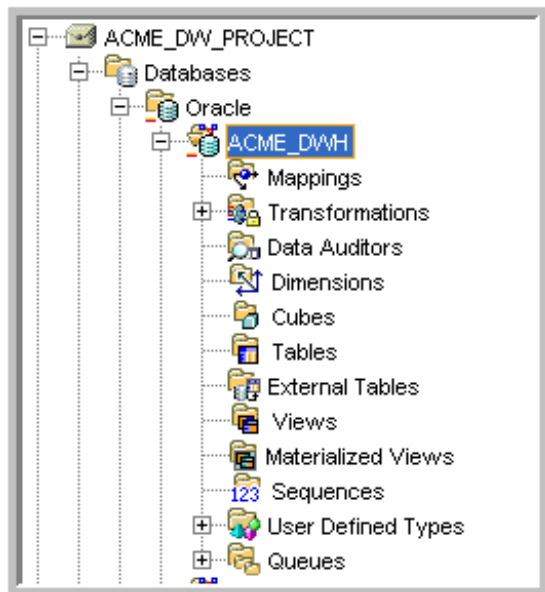 ACME_DW_PROJECT
Databases
Oracle
ACME_DWH
Mappings
Transformations
Data Auditors
Dimensions
Cubes
Tables
External Tables
Views
Materialized Views
123 Sequences
User Defined Types
Queues